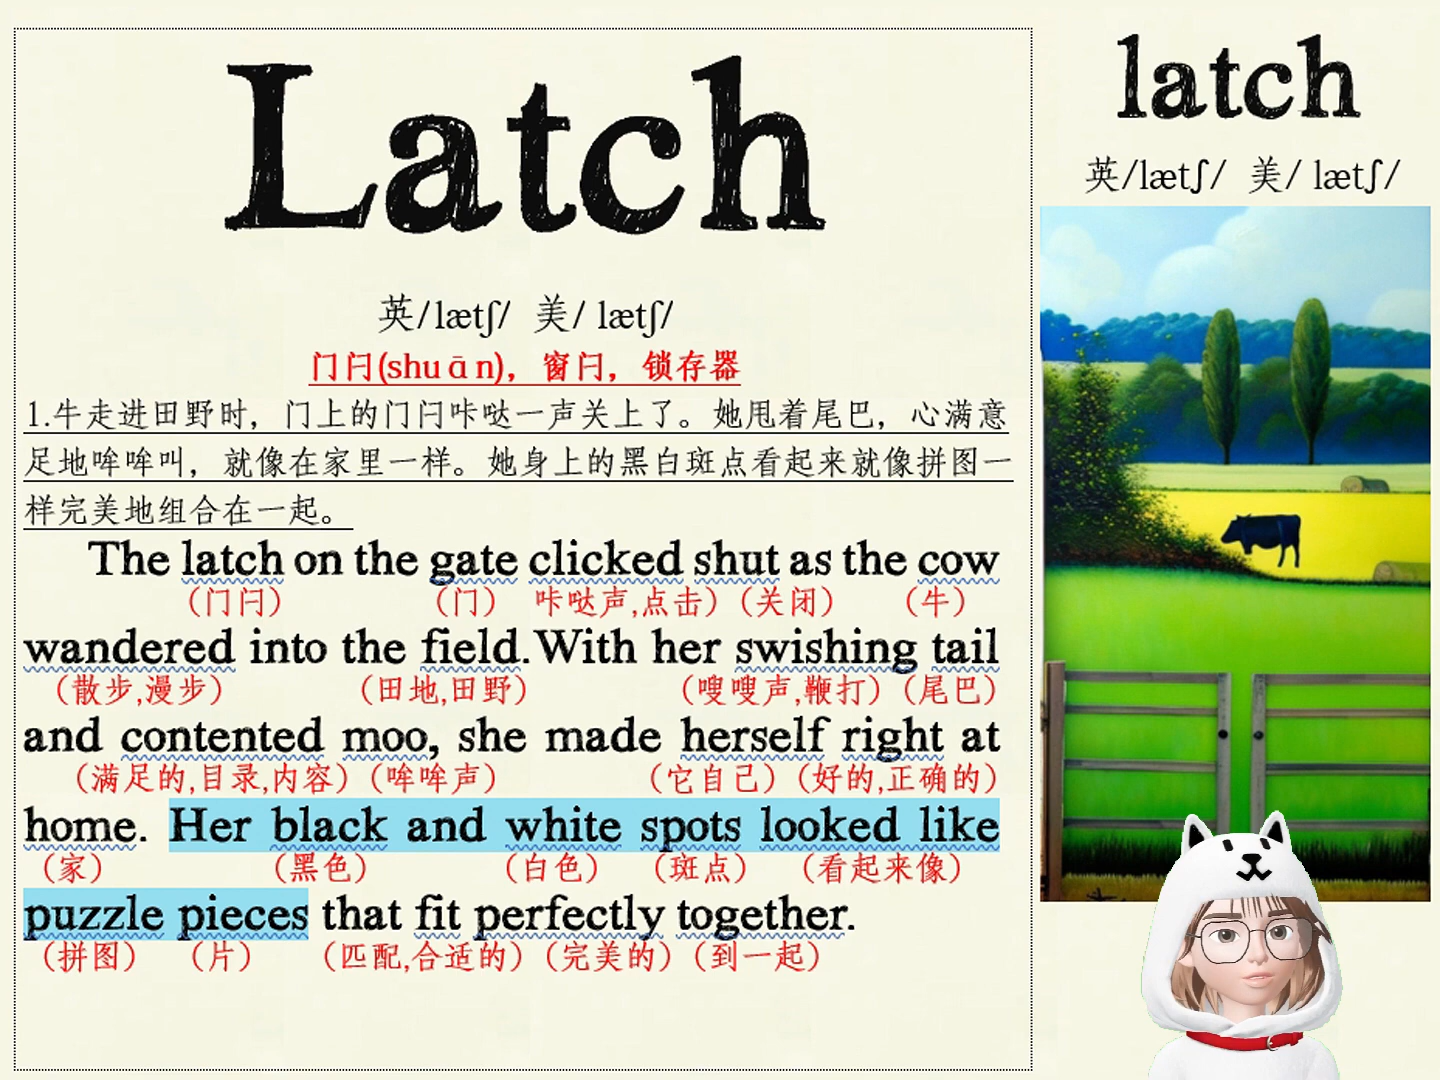 Latch
英/lætʃ/ 美/ lætʃ/
门闩(shuān)，窗闩，锁存器
1.牛走进田野时，门上的门闩咔哒一声关上了。她甩着尾巴，心满意
足地哞哞叫，就像在家里一样。她身上的黑白斑点看起来就像拼图一
样完美地组合在一起。
The latch on the gate clicked shut as the cow
（门闩） （门） 咔哒声,点击）（关闭） （牛）
wandered into the field.With her swishing tail
（散步,漫步） （田地,田野） （嗖嗖声,鞭打）（尾巴）
and contented moo, she made herself right at
（满足的,目录,内容）（哞哞声） （它自己）（好的,正确的）
home. Her black and white spots looked like
（家） （黑色） （白色） （斑点） （看起来像）
puzzle pieces that fit perfectly together.
（拼图） （片） （匹配,合适的）（完美的）（到一起）
latch
英/lætʃ/ 美/ lætʃ/